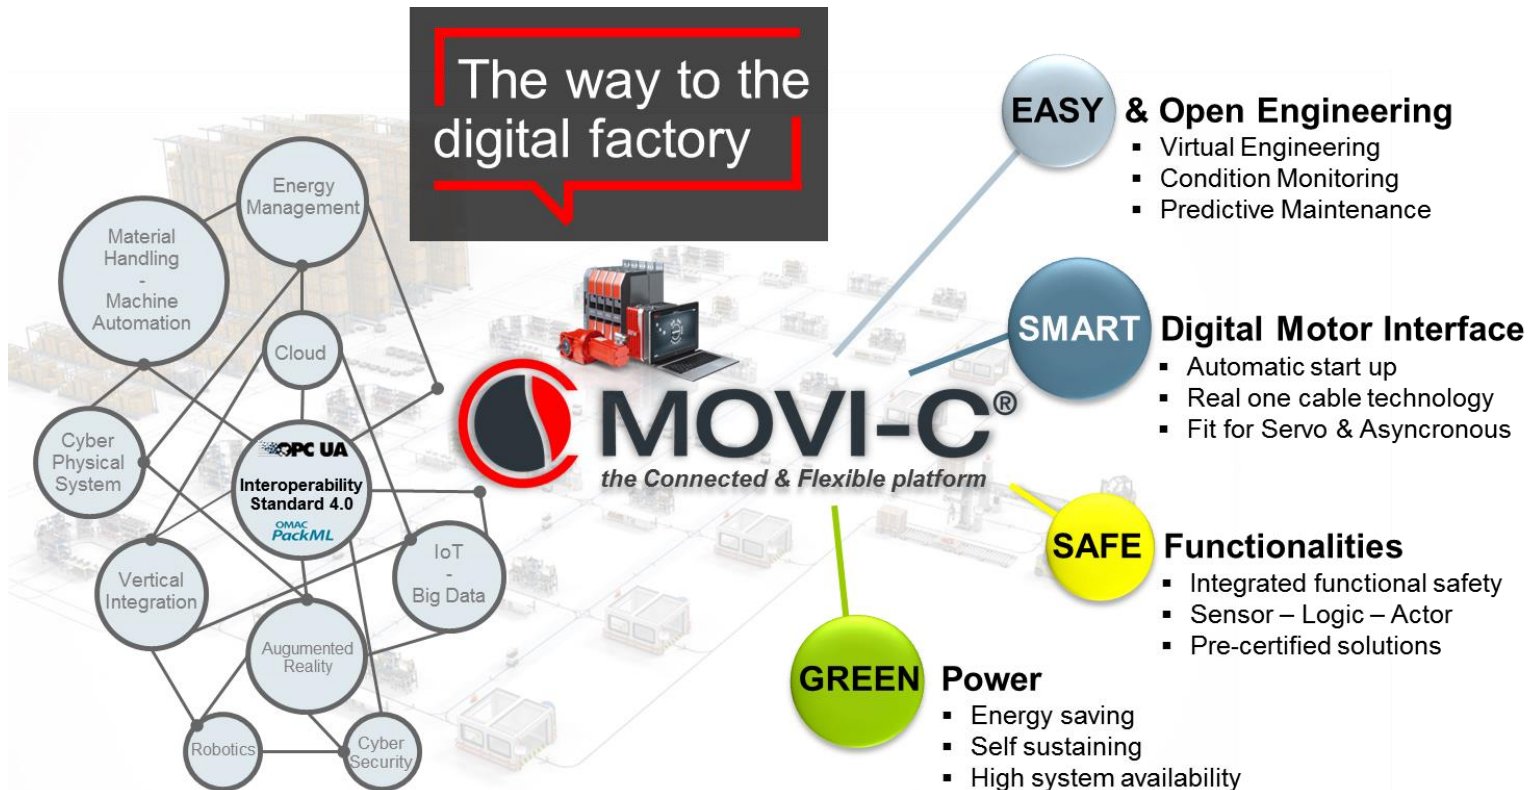 The way to the
digital factory
Energy
Management
Material
Handling
-
Machine
Automation
Cloud
Cyber
Physical
System
OPC UA
Interoperability
Standard 4.0
OMAC
PackML
IoT
-
Big Data
Vertical
Integration
Augmented
Reality
Robotics
Cyber
Security
MOVI-C®
the Connected & Flexible platform
EASY & Open Engineering
▪ Virtual Engineering
▪ Condition Monitoring
▪ Predictive Maintenance
SMART Digital Motor Interface
▪ Automatic start up
▪ Real one cable technology
▪ Fit for Servo & Asyncronous
SAFE Functionalities
▪ Integrated functional safety
▪ Sensor – Logic – Actor
▪ Pre-certified solutions
GREEN Power
▪ Energy saving
▪ Self sustaining
▪ High system availability